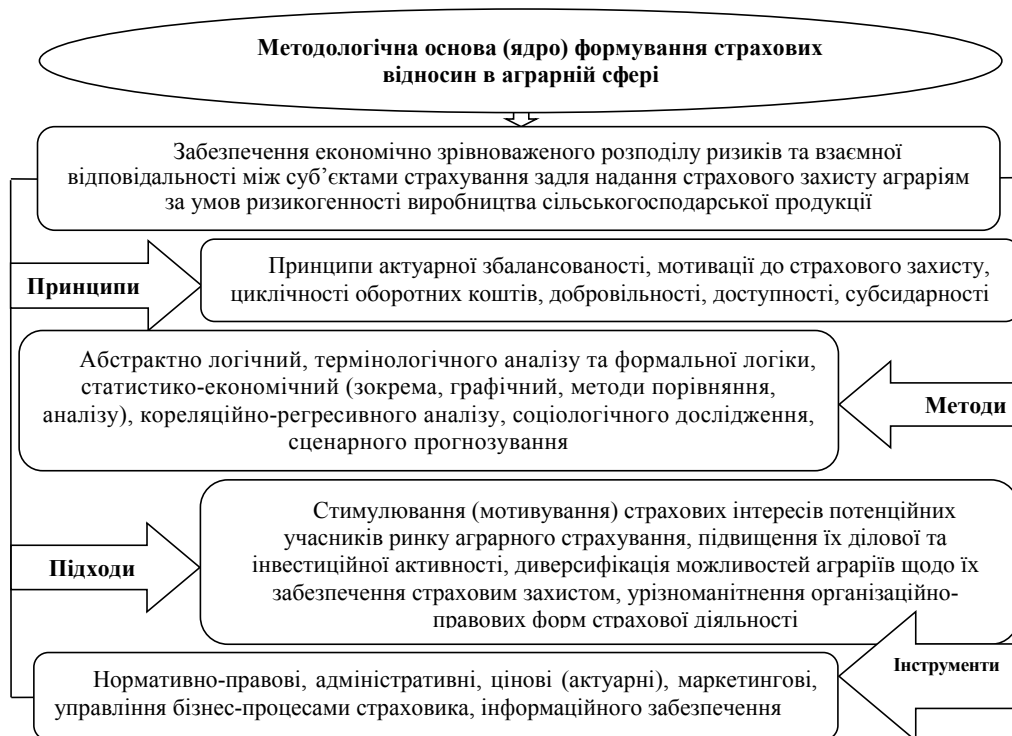 Методологічна основа (ядро) формування страхових
відносин в аграрній сфері
Забезпечення економічно зрівноваженого розподілу ризиків та взаємної
відповідальності між суб’єктами страхування задля надання страхового захисту аграріям
за умов ризикогенності виробництва сільськогосподарської продукції
Принципи
Принципи актуарної збалансованості, мотивації до страхового захисту,
циклічності оборотних коштів, добровільності, доступності, субсидарності
Абстрактно логічний, термінологічного аналізу та формальної логіки,
статистико-економічний (зокрема, графічний, методи порівняння,
аналізу), кореляційно-регресивного аналізу, соціологічного дослідження,
сценарного прогнозування
Методи
Підходи
Стимулювання (мотивування) страхових інтересів потенційних
учасників ринку аграрного страхування, підвищення їх ділової та
інвестиційної активності, диверсифікація можливостей аграріїв щодо їх
забезпечення страховим захистом, урізноманітнення організаційно-
правових форм страхової діяльності
Інструменти
Нормативно-правові, адміністративні, цінові (актуарні), маркетингові,
управління бізнес-процесами страховика, інформаційного забезпечення